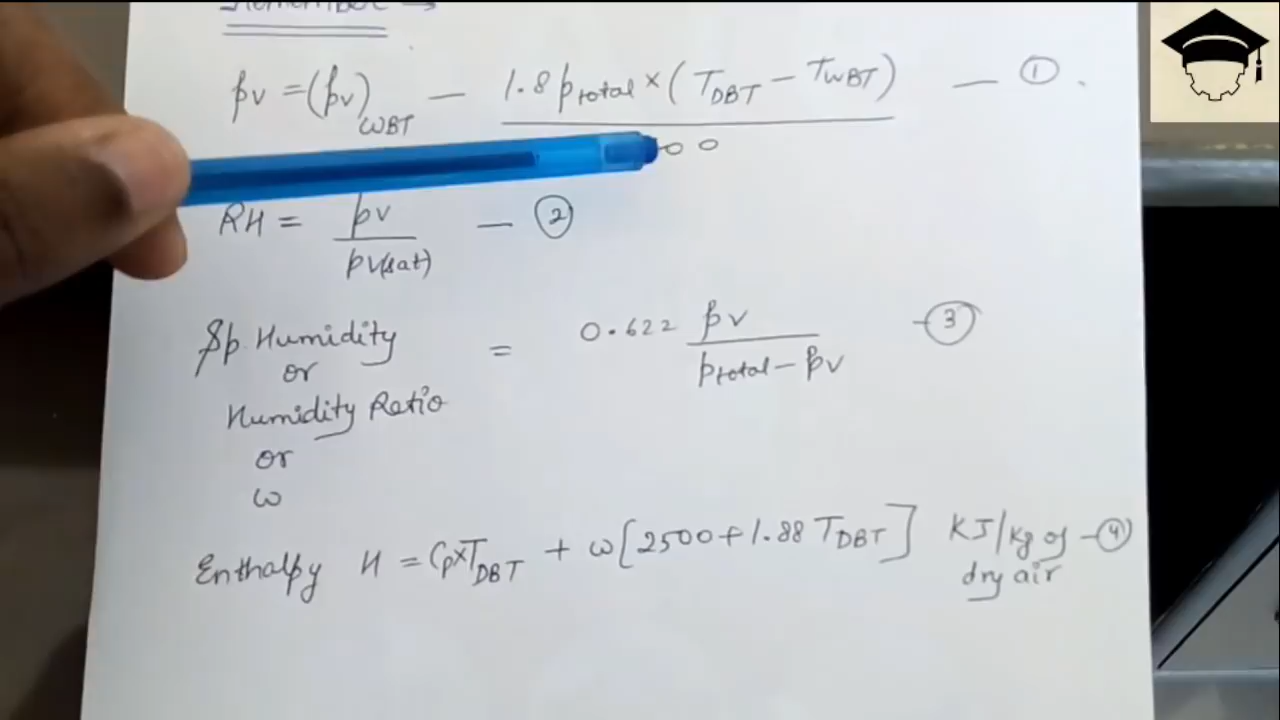 Remember →
pv = (pv)WBT – 1.8 ptotal × (TDBT – TWBT) — ①.
00
RH = pv / pv(sat) — ②
Sp. Humidity or Humidity Ratio or ω = 0.622 pv / ptotal – pv — ③
Enthalpy H = Cp×TDBT + ω[2500+1.88 TDBT] KJ/Kg of dry air – ④